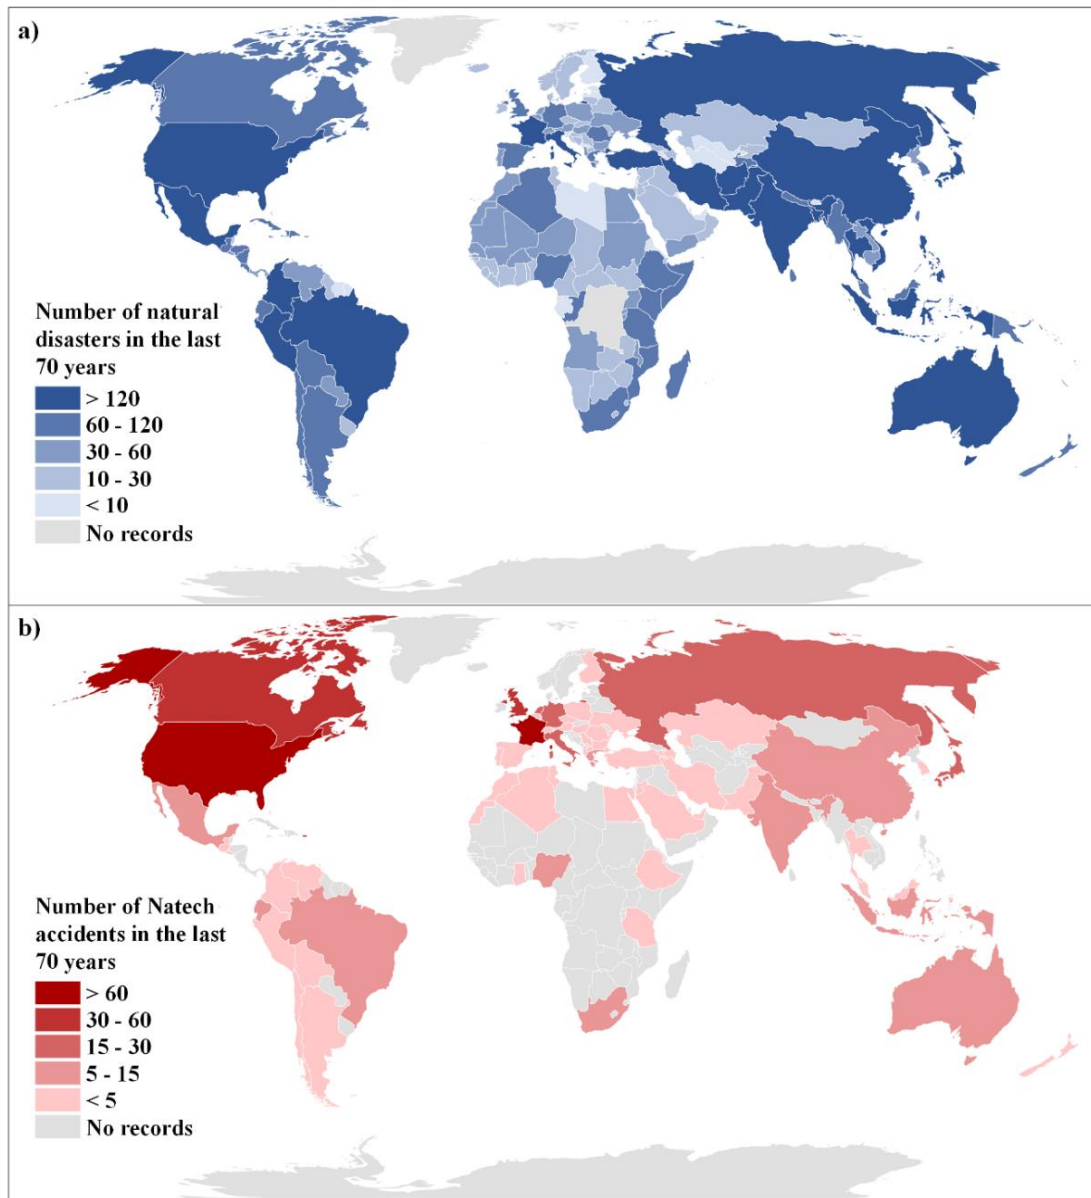 a)
Number of natural
disasters in the last
70 years
> 120
60 - 120
30 - 60
10 - 30
< 10
No records
b)
Number of Natech
accidents in the last
70 years
> 60
30 - 60
15 - 30
5 - 15
< 5
No records